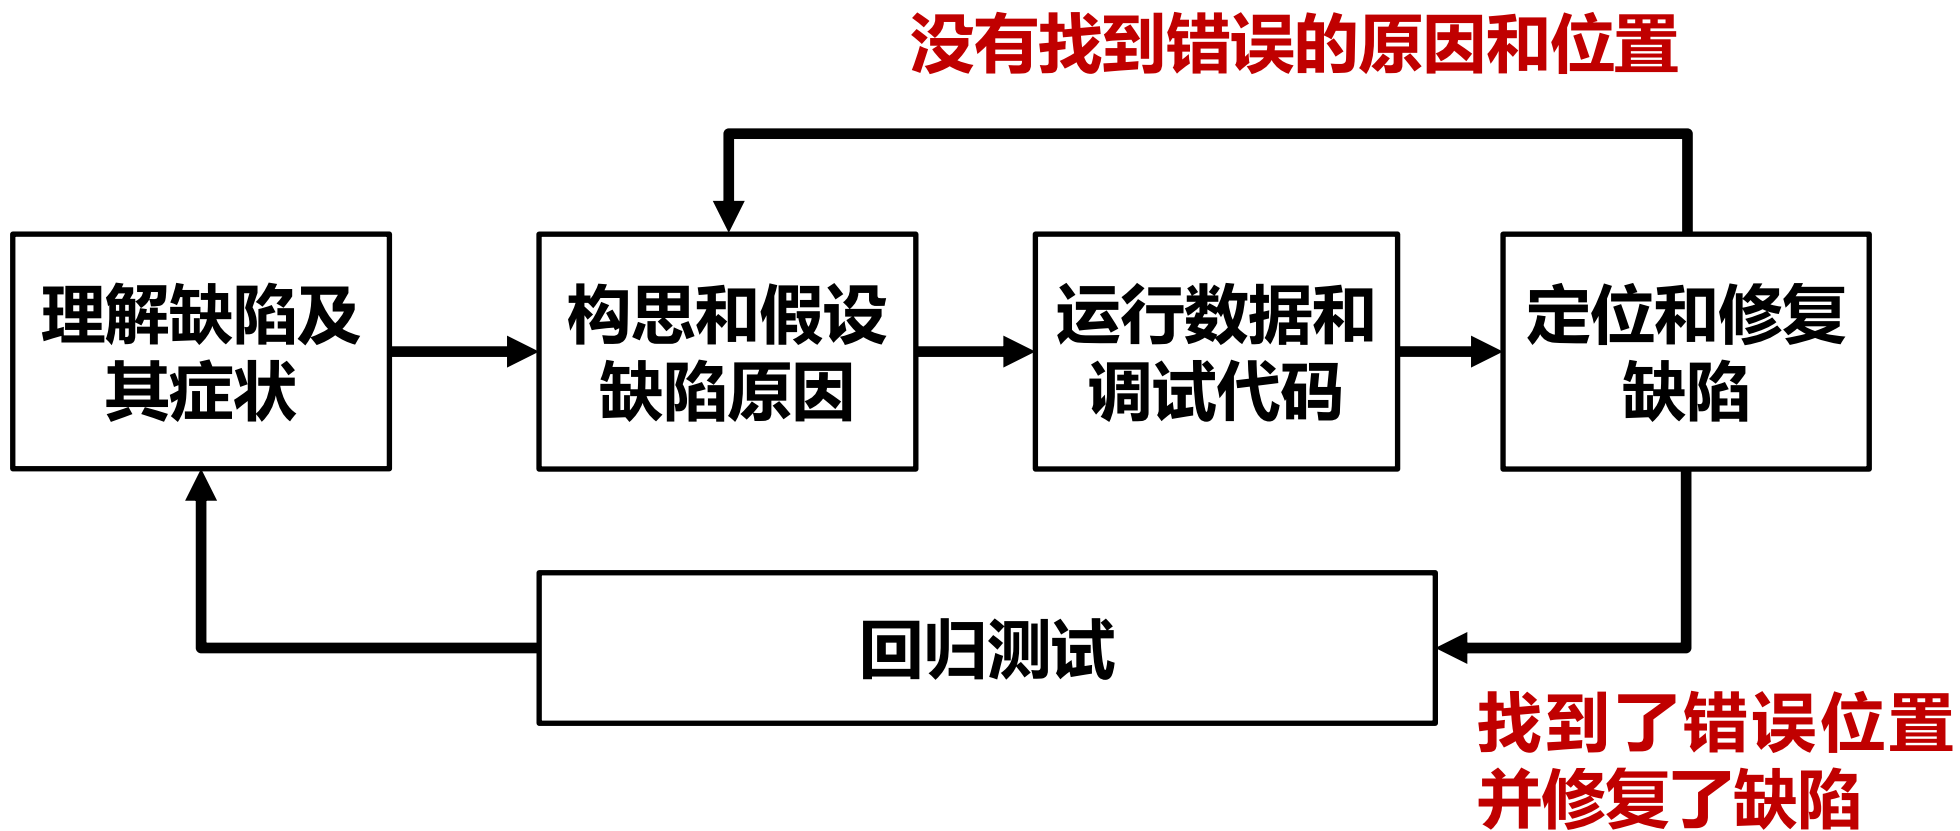 没有找到错误的原因和位置
理解缺陷及
其症状
构思和假设
缺陷原因
运行数据和
调试代码
定位和修复
缺陷
回归测试
找到了错误位置
并修复了缺陷